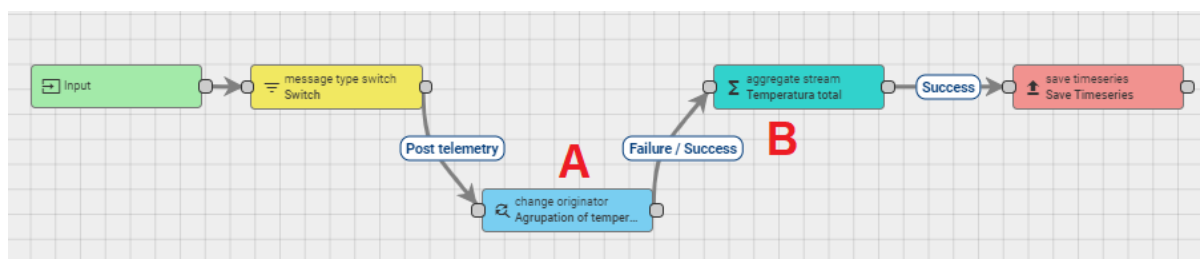 Input
message type switch
Switch
Post telemetry
A
change originator
Agrupation of temper...
Failure / Success
B
aggregate stream
Temperatura total
Success
save timeseries
Save Timeseries